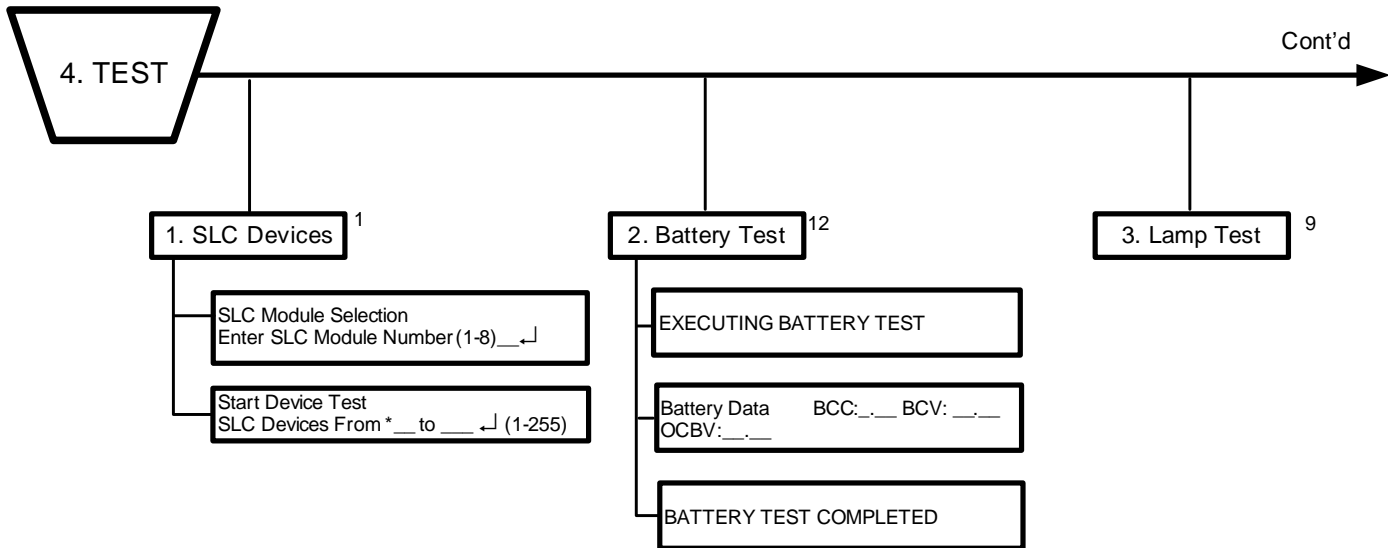 Cont'd
4. TEST
1. SLC Devices 1
SLC Module Selection
Enter SLC Module Number (1-8)__↵
Start Device Test
SLC Devices From *__ to ___ ↵ (1-255)
2. Battery Test 12
EXECUTING BATTERY TEST
Battery Data BCC:_.__ BCV: __.__
OCBV:__.__
BATTERY TEST COMPLETED
3. Lamp Test 9